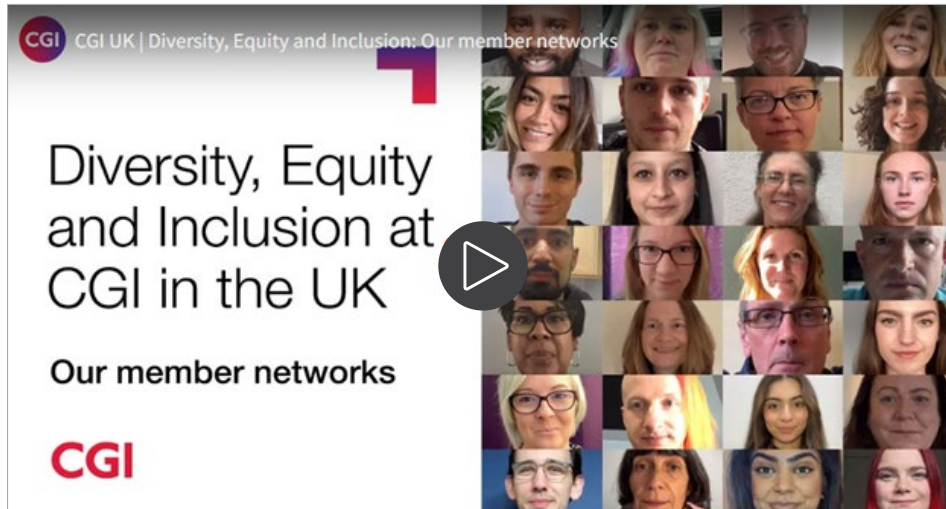 CGI CGI UK | Diversity, Equity and Inclusion: Our member networks
Diversity, Equity
and Inclusion at
CGI in the UK
Our member networks
CGI